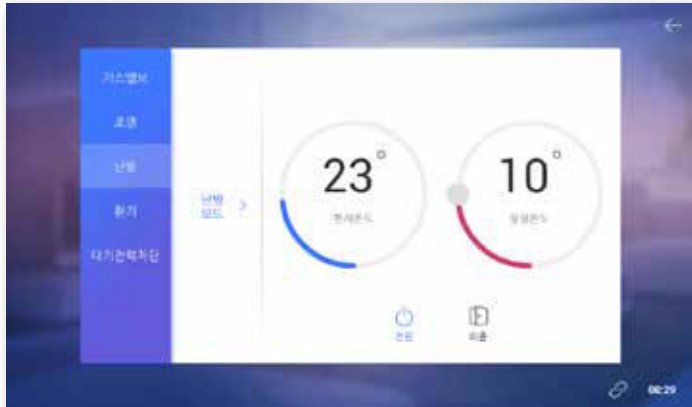 가스밸브
조명
난방
환기
대기전력차단
난방
모드
>
23°
현재온도
10°
설정온도
전원
외출
08:29